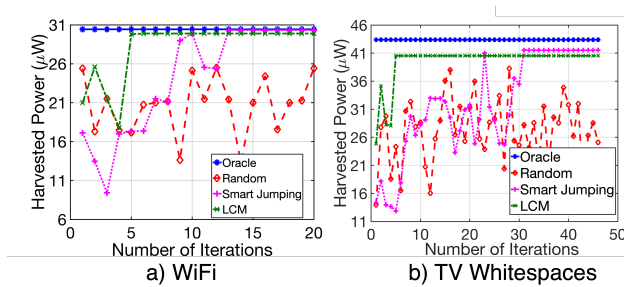 31
26
21
16
11
6
0
5
10
15
20
Harvested Power (μW)
Number of Iterations
Oracle
Random
Smart Jumping
LCM
a) WiFi
46
41
36
31
26
21
16
11
0
10
20
30
40
50
60
Harvested Power (μW)
Number of Iterations
Oracle
Random
Smart Jumping
LCM
b) TV Whitespaces